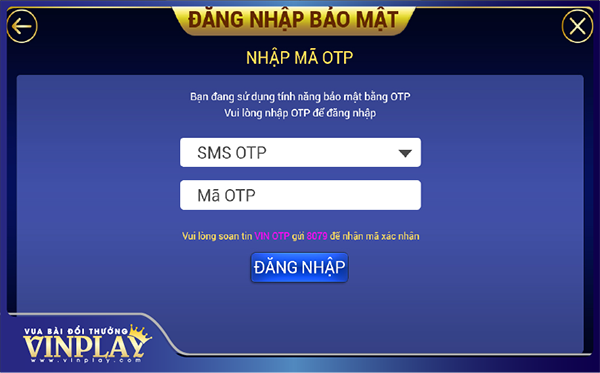 ĐĂNG NHẬP BẢO MẬT
NHẬP MÃ OTP
Bạn đang sử dụng tính năng bảo mật bằng OTP
Vui lòng nhập OTP để đăng nhập
SMS OTP
Mã OTP
Vui lòng soạn tin VIN OTP gửi 8079 để nhận mã xác nhận
ĐĂNG NHẬP
VUA BÀI ĐỔI THƯỞNG
VINPLAY
www.vinplay.com